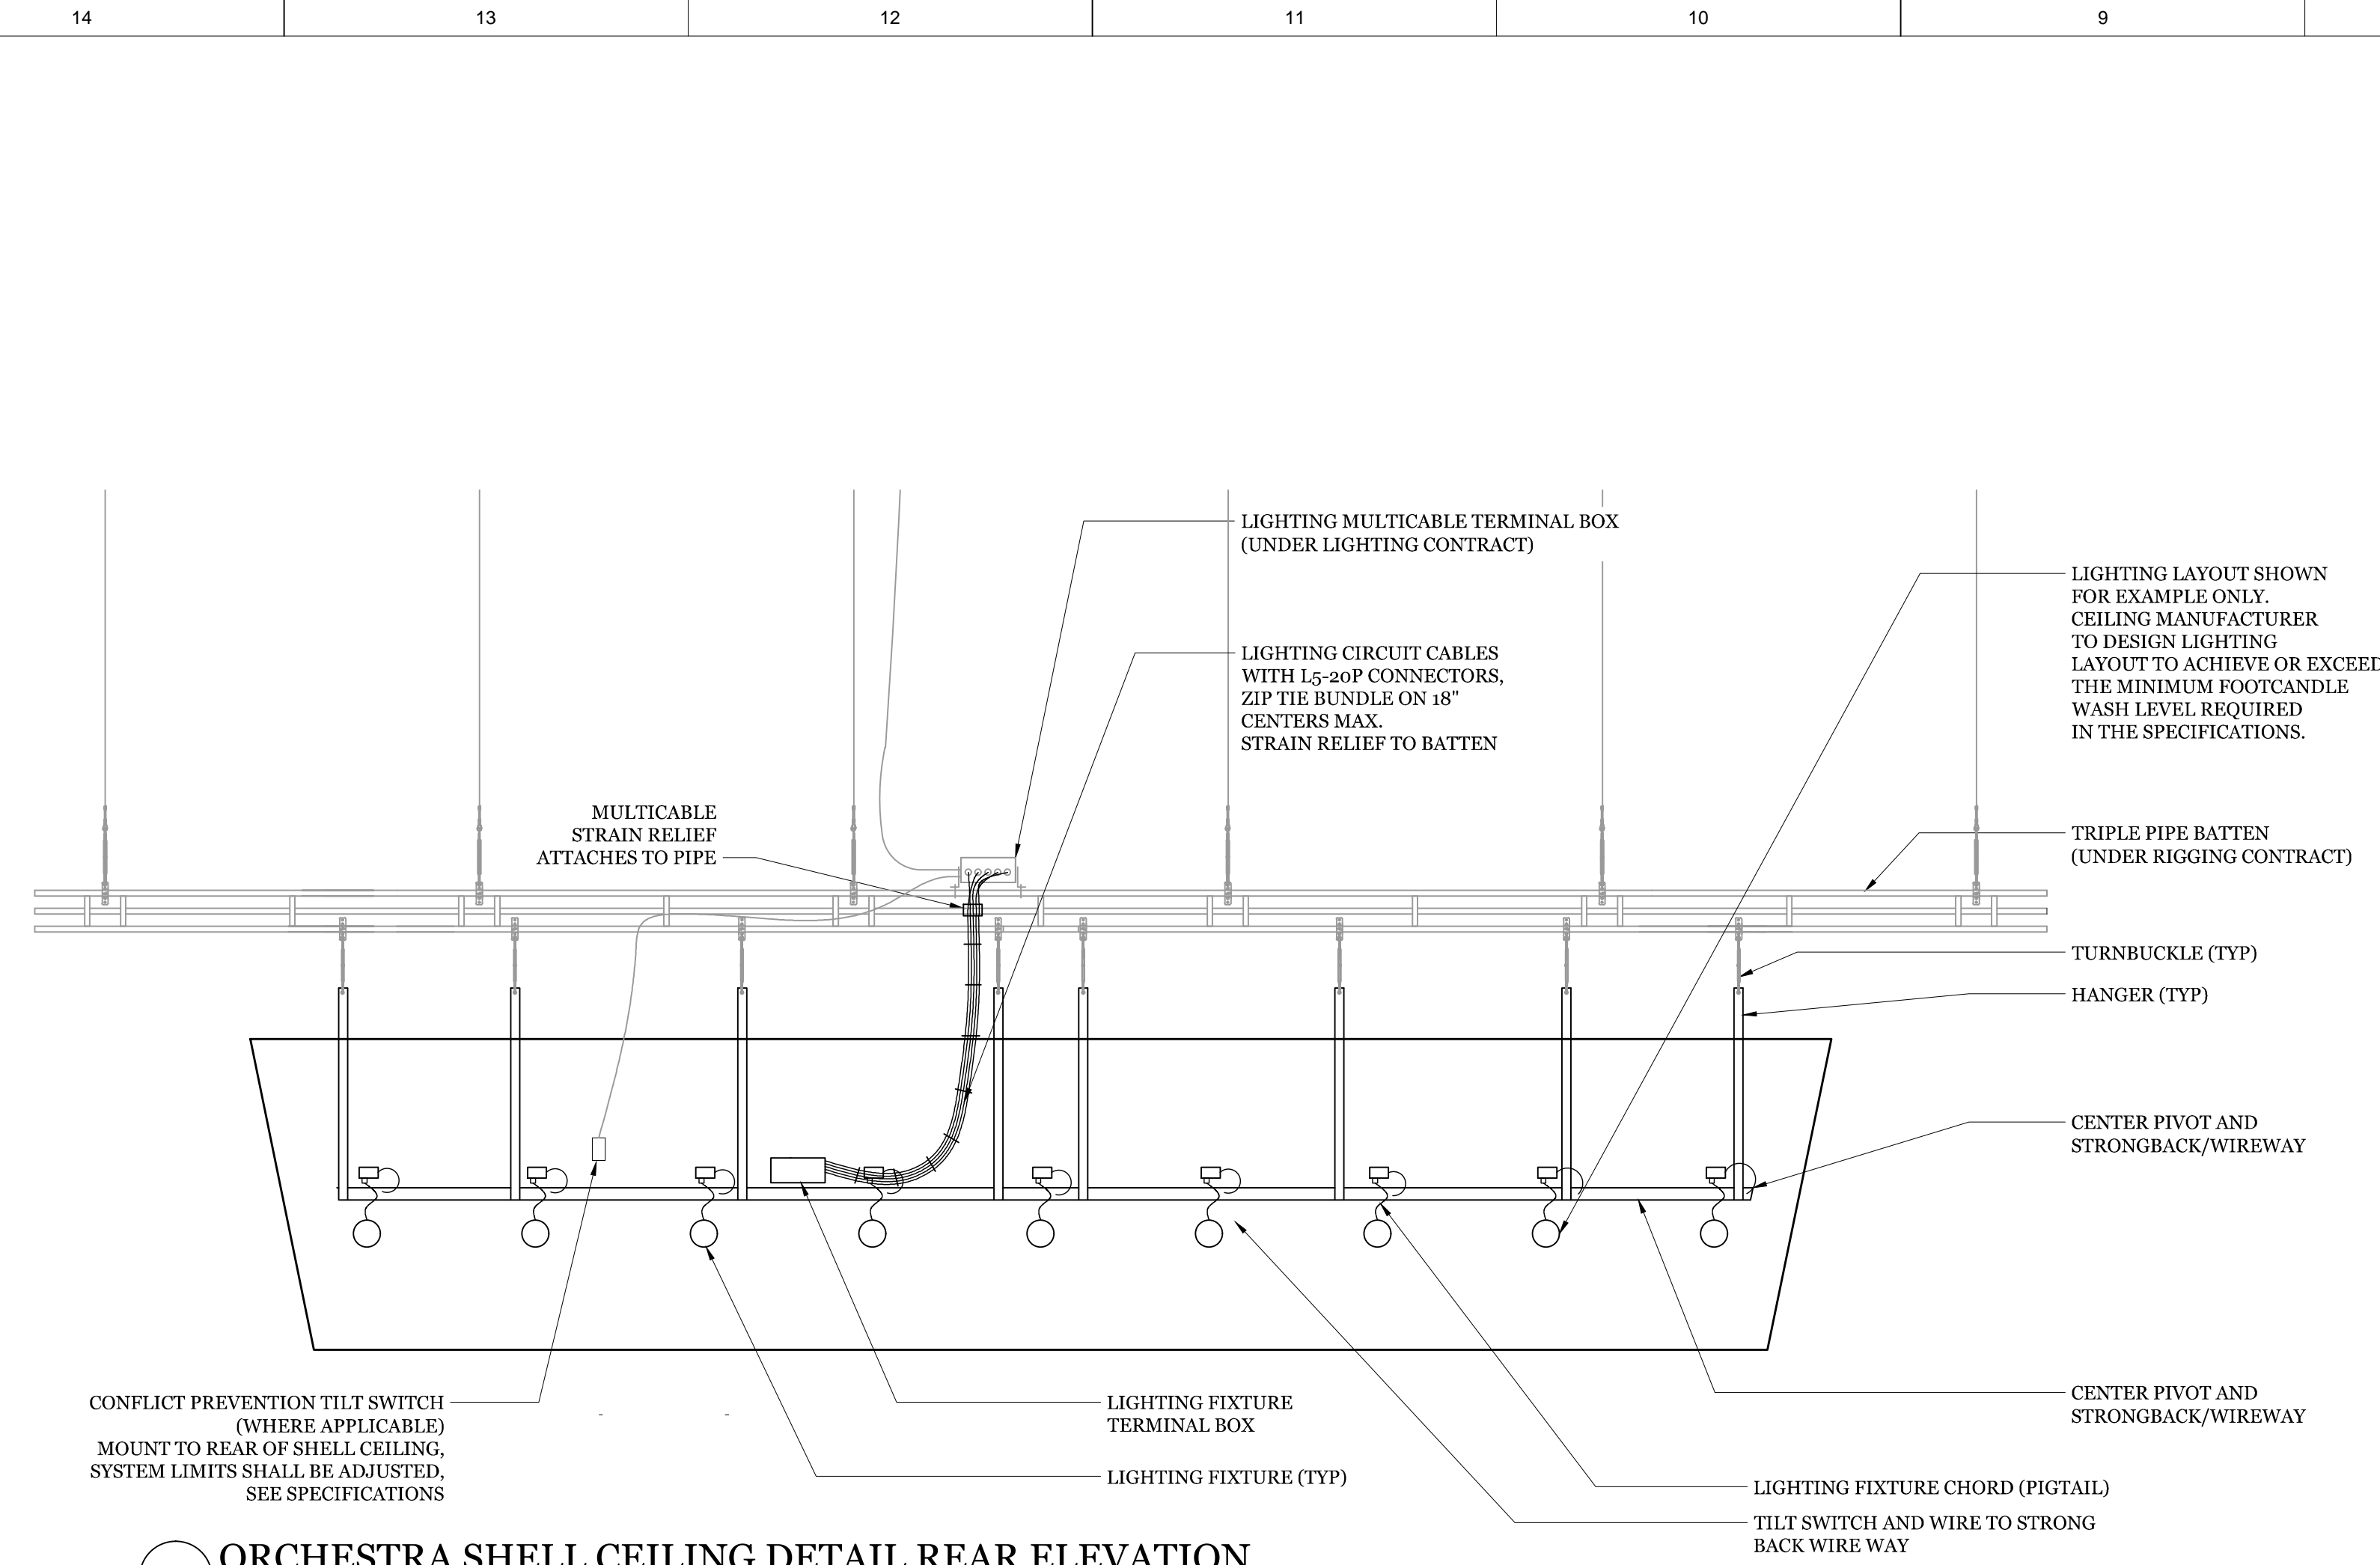 14 13 12 11 10 9
LIGHTING MULTICABLE TERMINAL BOX
(UNDER LIGHTING CONTRACT)
LIGHTING LAYOUT SHOWN
FOR EXAMPLE ONLY.
CEILING MANUFACTURER
TO DESIGN LIGHTING
LAYOUT TO ACHIEVE OR EXCEED
THE MINIMUM FOOTCANDLE
WASH LEVEL REQUIRED
IN THE SPECIFICATIONS.
LIGHTING CIRCUIT CABLES
WITH L5-20P CONNECTORS,
ZIP TIE BUNDLE ON 18"
CENTERS MAX.
STRAIN RELIEF TO BATTEN
MULTICABLE
STRAIN RELIEF
ATTACHES TO PIPE
TRIPLE PIPE BATTEN
(UNDER RIGGING CONTRACT)
TURNBUCKLE (TYP)
HANGER (TYP)
CENTER PIVOT AND
STRONGBACK/WIREWAY
CONFLICT PREVENTION TILT SWITCH
(WHERE APPLICABLE)
MOUNT TO REAR OF SHELL CEILING,
SYSTEM LIMITS SHALL BE ADJUSTED,
SEE SPECIFICATIONS
LIGHTING FIXTURE
TERMINAL BOX
LIGHTING FIXTURE (TYP)
CENTER PIVOT AND
STRONGBACK/WIREWAY
LIGHTING FIXTURE CHORD (PIGTAIL)
TILT SWITCH AND WIRE TO STRONG
BACK WIRE WAY
ORCHESTRA SHELL CEILING DETAIL REAR ELEVATION